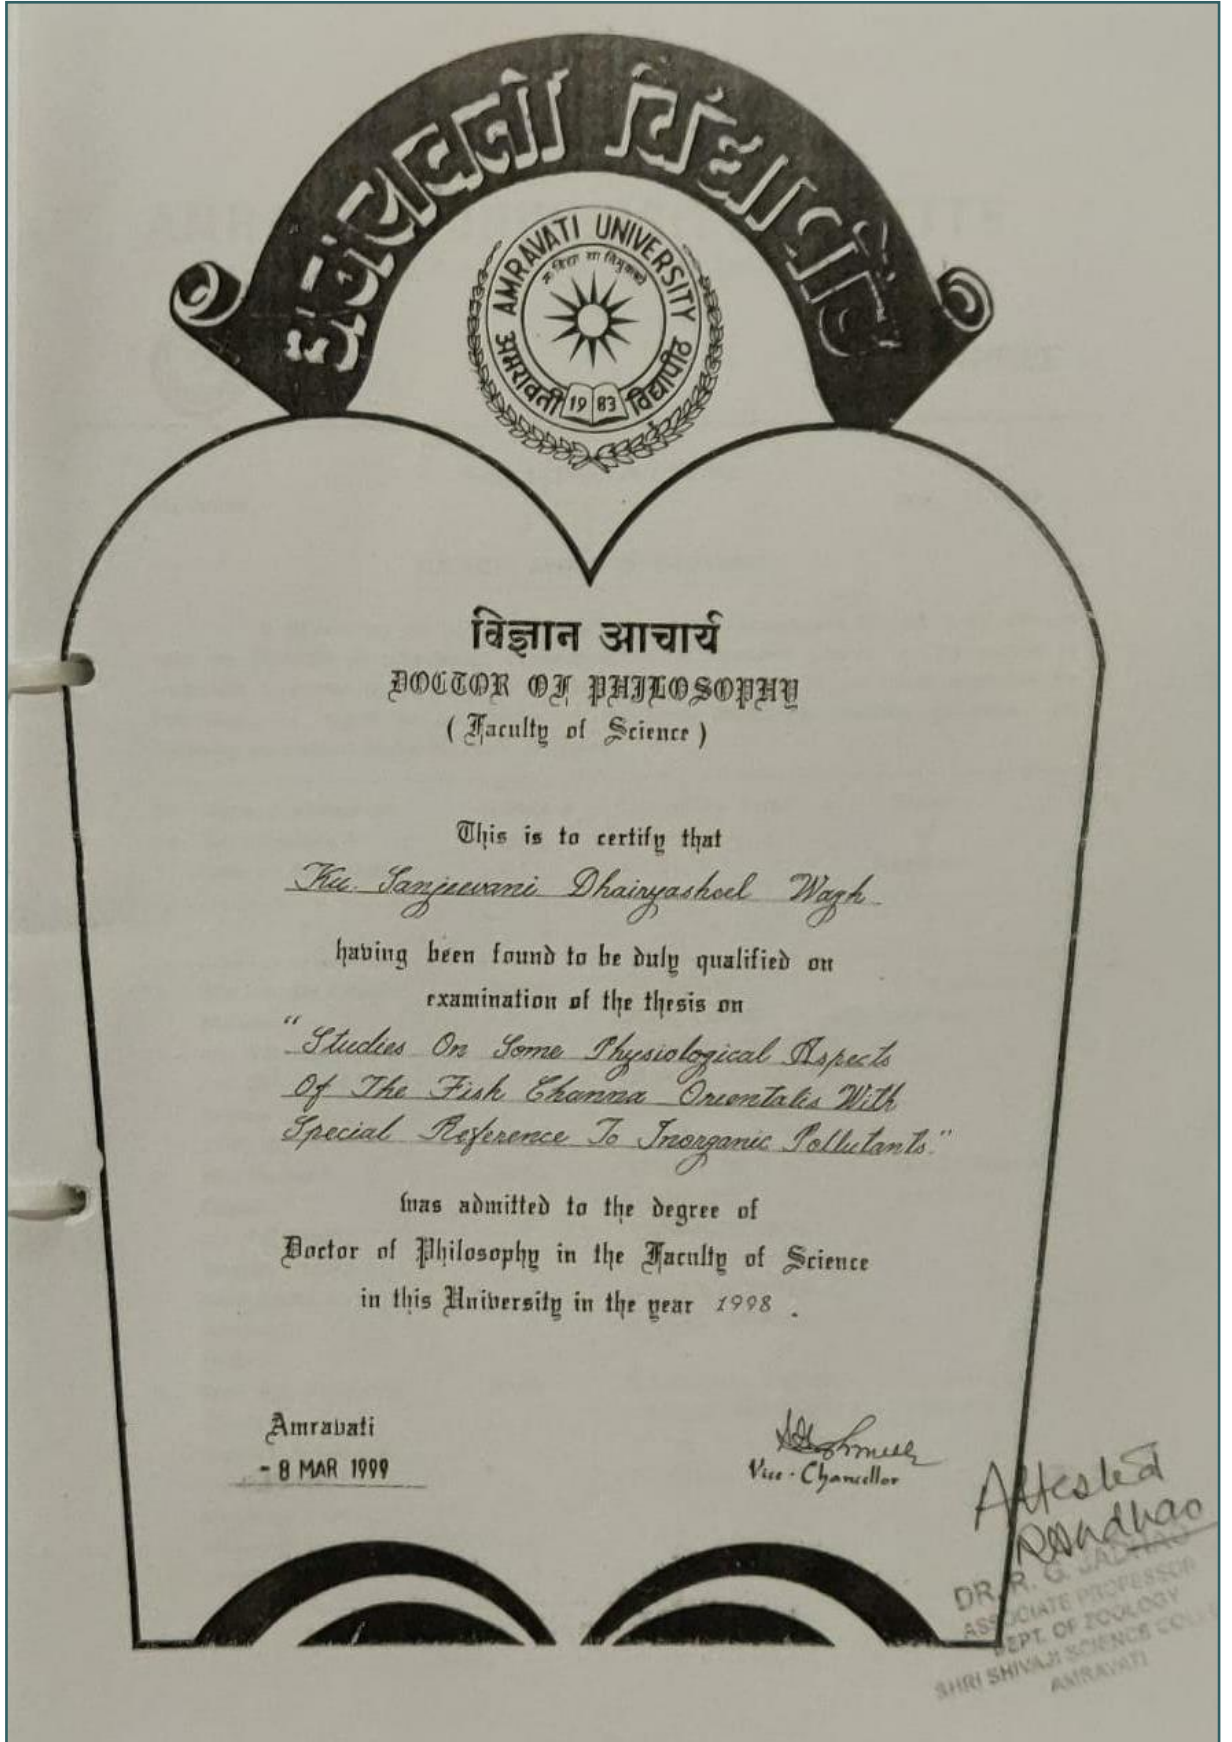 अमरावती विद्यापीठ
AMRAVATI UNIVERSITY
सा विद्या या विमुक्तये
अमरावती विद्यापीठ
19 83
विज्ञान आचार्य
DOCTOR OF PHILOSOPHY
( Faculty of Science )
This is to certify that
Ku. Sanjeevani Dhairyasheel Wagh
having been found to be duly qualified on
examination of the thesis on
"Studies On Some Physiological Aspects
Of The Fish Channa Orientalis With
Special Reference To Inorganic Pollutants."
was admitted to the degree of
Doctor of Philosophy in the Faculty of Science
in this University in the year 1998 .
Amravati
- 8 MAR 1999
Vice-Chancellor
Attested
DR. R. G. JADHAO
ASSOCIATE PROFESSOR
DEPT. OF ZOOLOGY
SHRI SHIVAJI SCIENCE COLL
AMRAVATI